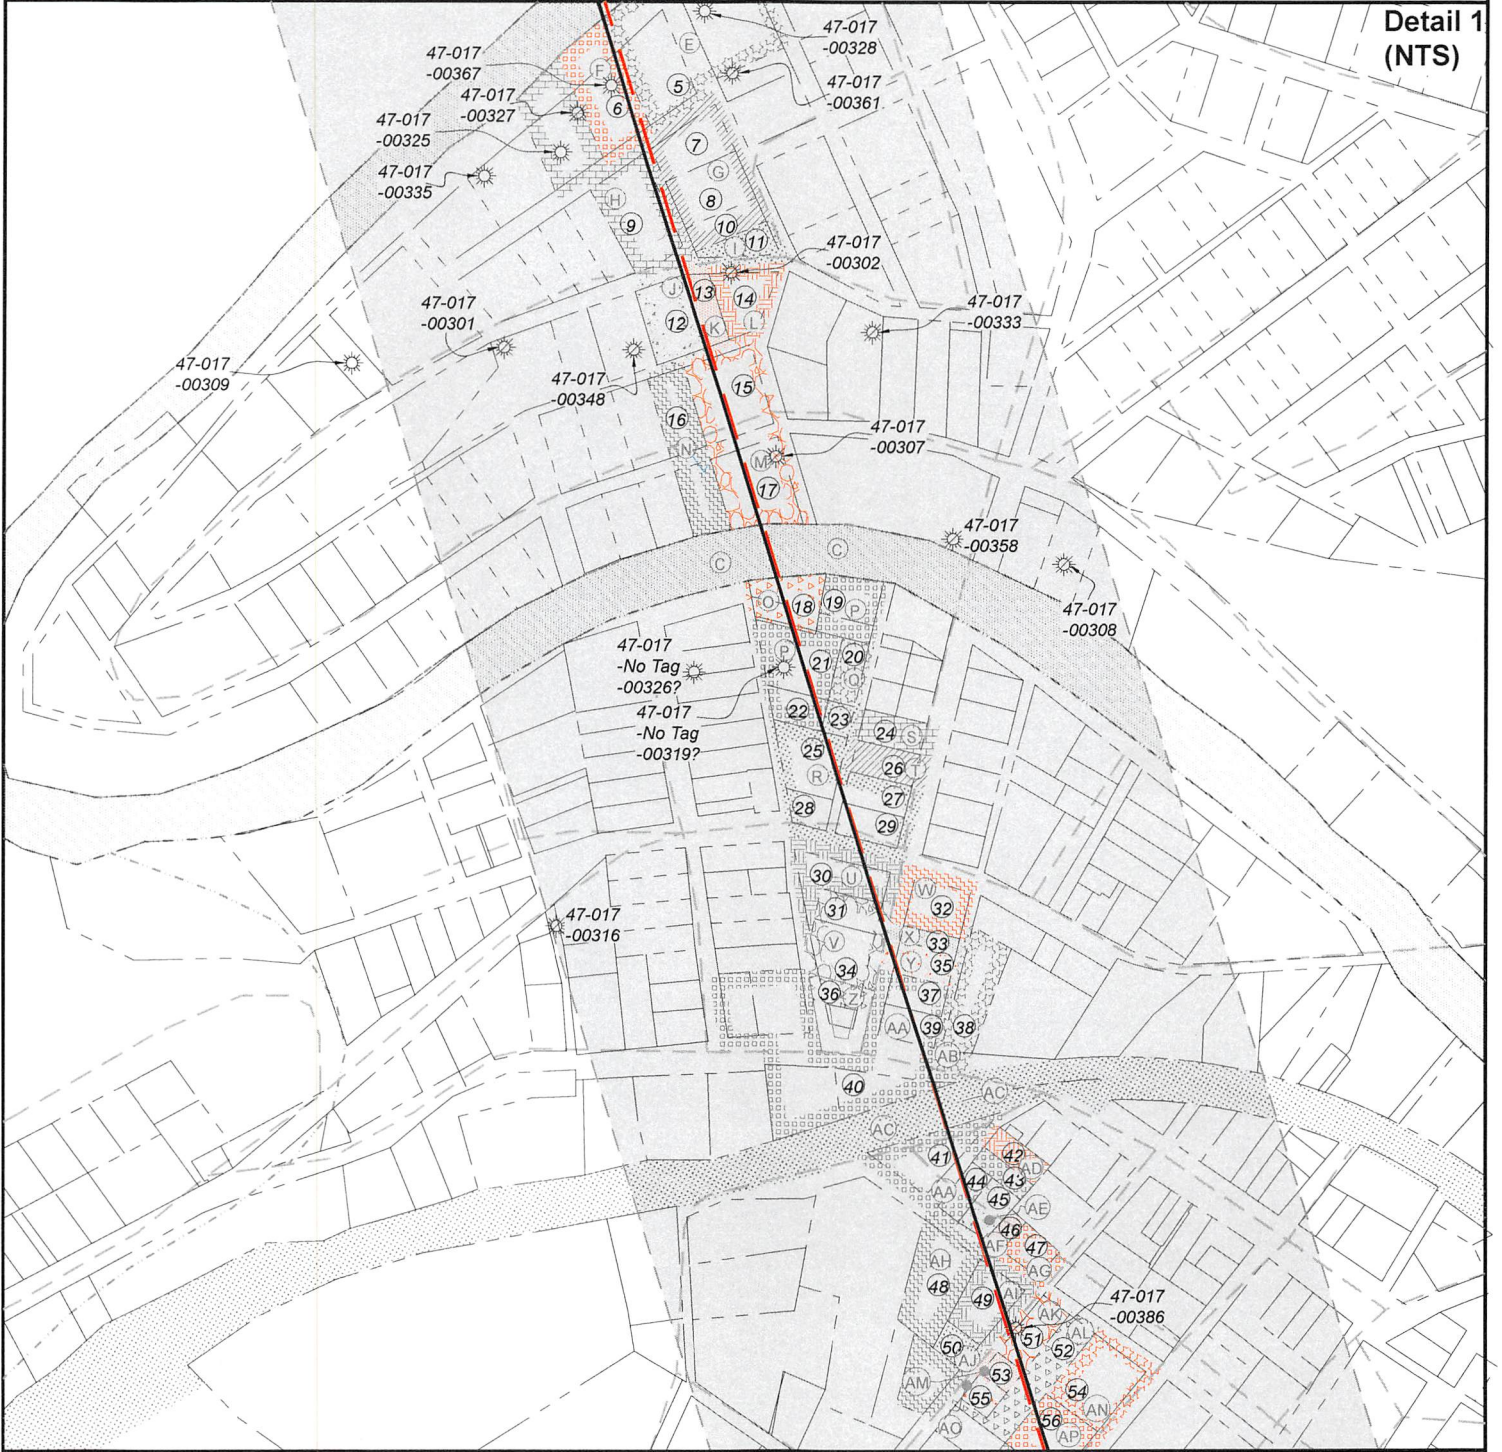 Detail 1
(NTS)
47-017
-00328
E
47-017
-00367
F
5
47-017
-00361
47-017
-00327
6
47-017
-00325
7
47-017
-00335
G
H
8
9
10
11
I
47-017
-00302
J
13
14
47-017
-00301
12
K
L
47-017
-00333
47-017
-00309
47-017
-00348
15
16
N
M
47-017
-00307
17
C
C
47-017
-00358
O
18
19
P
47-017
-00308
47-017
-No Tag
-00326?
P
21
20
Q
47-017
-No Tag
-00319?
22
23
24
S
25
R
26
T
27
28
29
30
U
W
32
31
47-017
-00316
V
X
33
34
Y
35
36
Z
37
AA
39
38
AB
40
AC
AC
41
42
AD
44
43
AA
45
AE
46
AF
47
AH
AG
48
49
AI
47-017
-00386
AK
50
51
AL
52
AJ
53
AM
54
55
AN
56
AO
AP